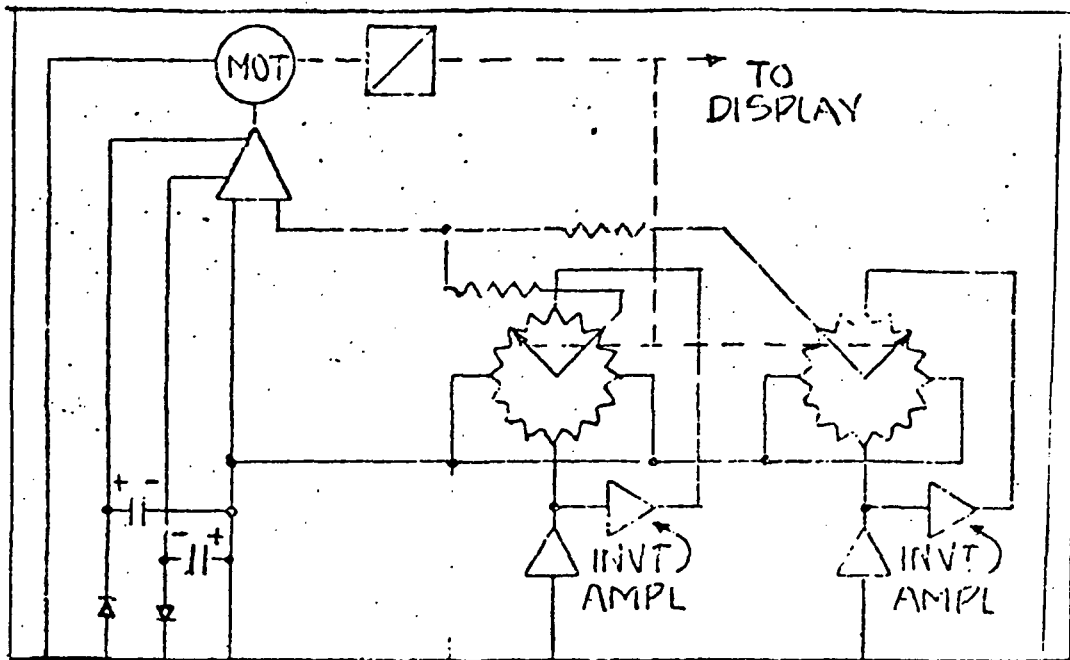 MOT
TO
DISPLAY
+ -
- +
INVT
AMPL
INVT
AMPL